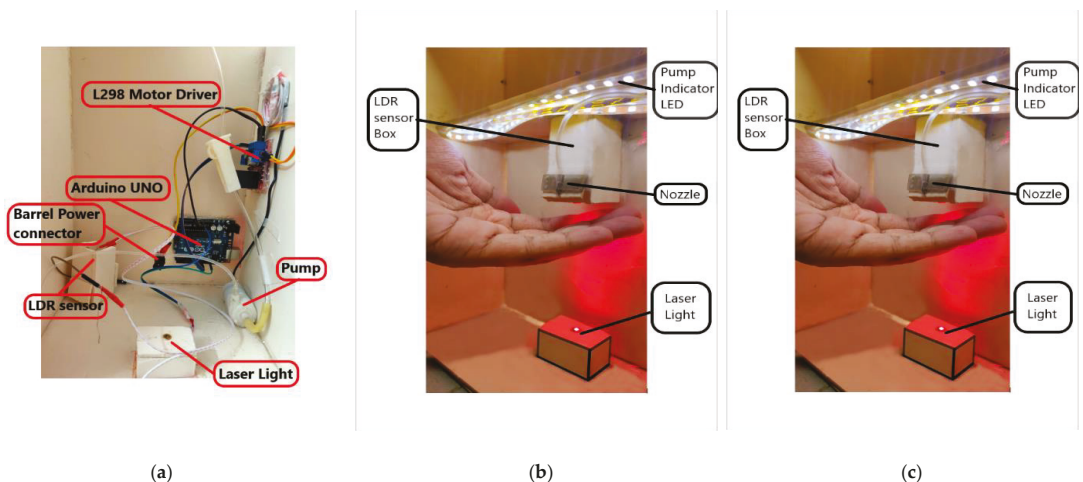 L298 Motor Driver
Arduino UNO
Barrel Power
connector
Pump
LDR sensor
Laser Light
(a)
Pump
Indicator
LED
LDR
sensor
Box
Nozzle
Laser
Light
(b)
Pump
Indicator
LED
LDR
sensor
Box
Nozzle
Laser
Light
(c)